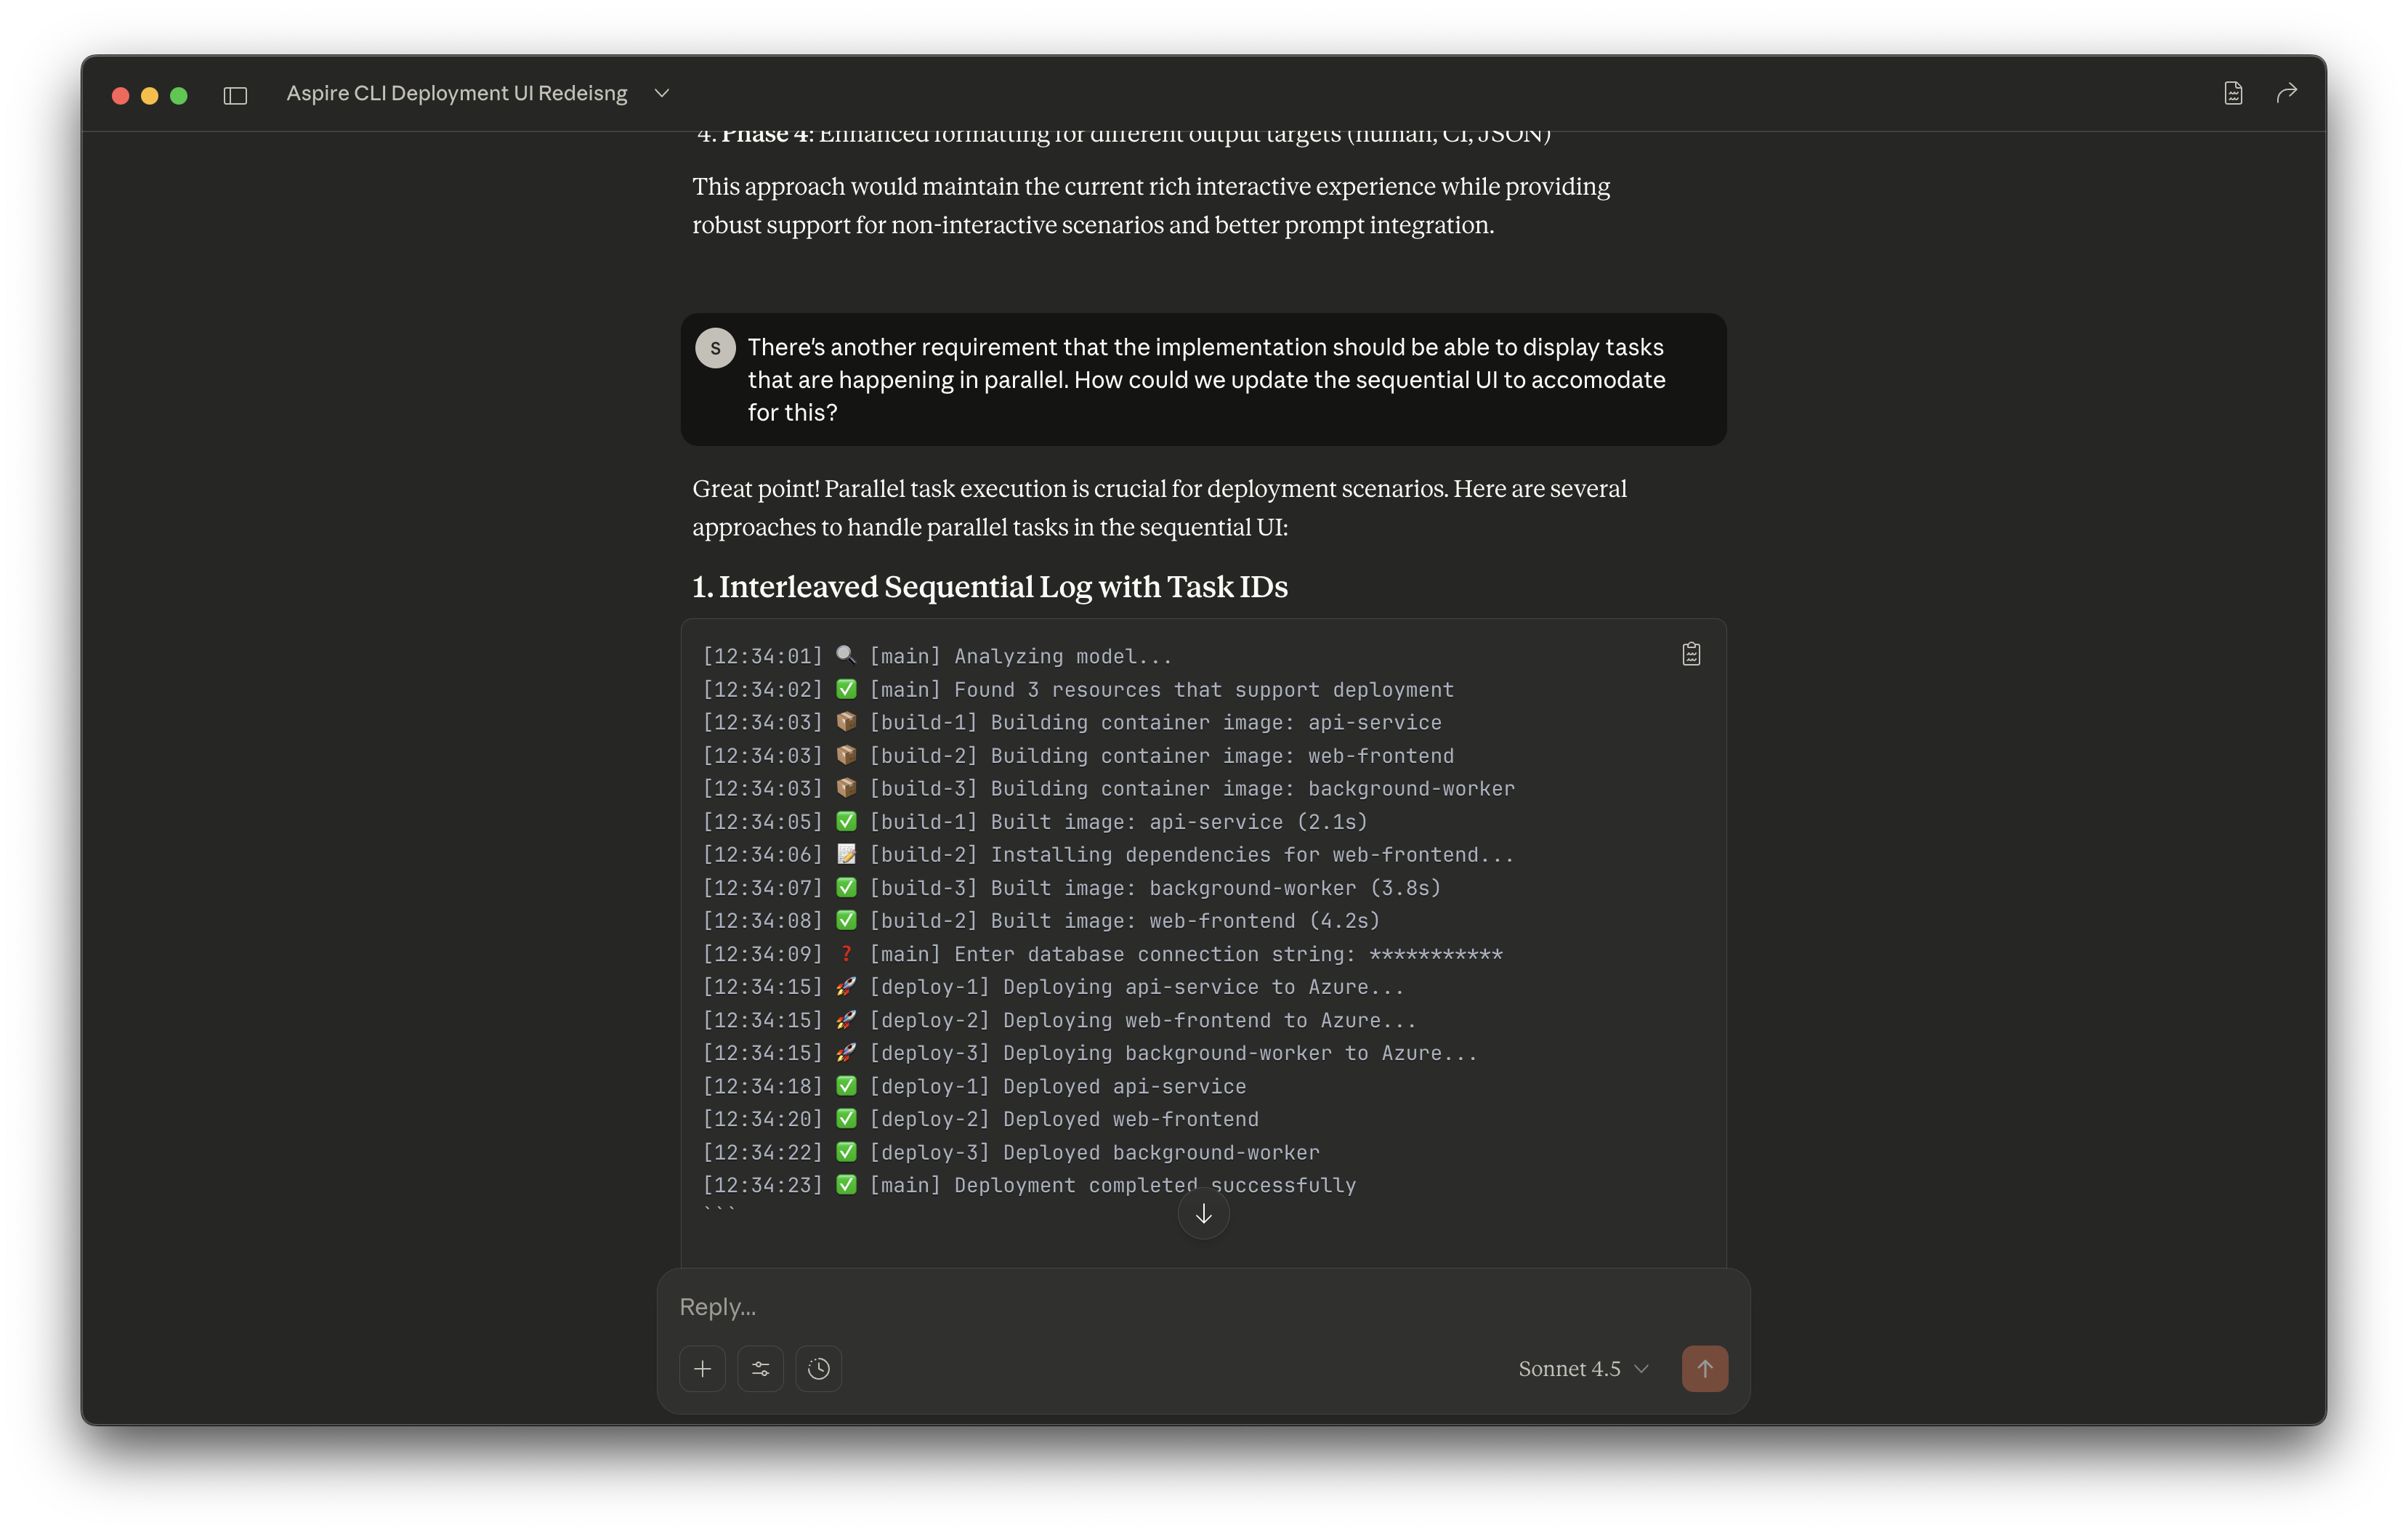 Aspire CLI Deployment UI Redeisng
4. Phase 4: Enhanced formatting for different output targets (human, CI, JSON)
This approach would maintain the current rich interactive experience while providing
robust support for non-interactive scenarios and better prompt integration.
S
There's another requirement that the implementation should be able to display tasks
that are happening in parallel. How could we update the sequential UI to accomodate
for this?
Great point! Parallel task execution is crucial for deployment scenarios. Here are several
approaches to handle parallel tasks in the sequential UI:
1. Interleaved Sequential Log with Task IDs
[12:34:01] 🔍 [main] Analyzing model...
[12:34:02] ✅ [main] Found 3 resources that support deployment
[12:34:03] 📦 [build-1] Building container image: api-service
[12:34:03] 📦 [build-2] Building container image: web-frontend
[12:34:03] 📦 [build-3] Building container image: background-worker
[12:34:05] ✅ [build-1] Built image: api-service (2.1s)
[12:34:06] 📝 [build-2] Installing dependencies for web-frontend...
[12:34:07] ✅ [build-3] Built image: background-worker (3.8s)
[12:34:08] ✅ [build-2] Built image: web-frontend (4.2s)
[12:34:09] ❓ [main] Enter database connection string: ***********
[12:34:15] 🚀 [deploy-1] Deploying api-service to Azure...
[12:34:15] 🚀 [deploy-2] Deploying web-frontend to Azure...
[12:34:15] 🚀 [deploy-3] Deploying background-worker to Azure...
[12:34:18] ✅ [deploy-1] Deployed api-service
[12:34:20] ✅ [deploy-2] Deployed web-frontend
[12:34:22] ✅ [deploy-3] Deployed background-worker
[12:34:23] ✅ [main] Deployment completed successfully
```
Reply...
Sonnet 4.5